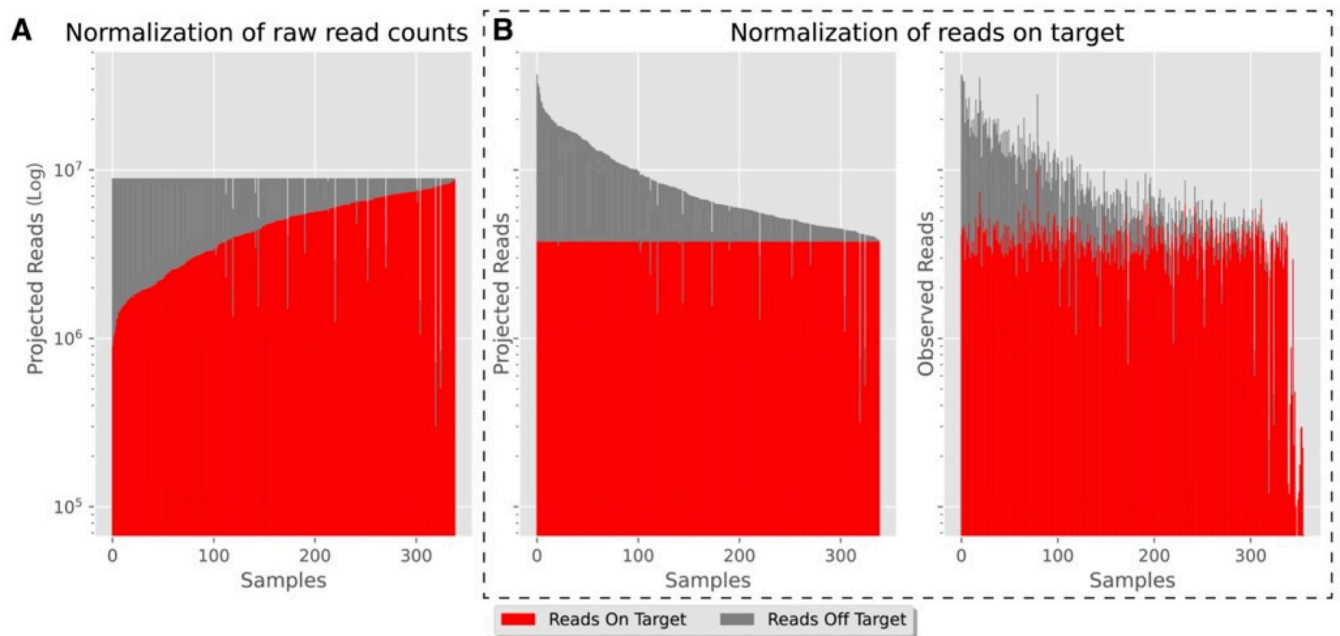 A Normalization of raw read counts
B Normalization of reads on target
Projected Reads (Log)
10^7
10^6
10^5
0 100 200 300
Samples
Projected Reads
0 100 200 300
Samples
Observed Reads
0 100 200 300
Samples
Reads On Target Reads Off Target